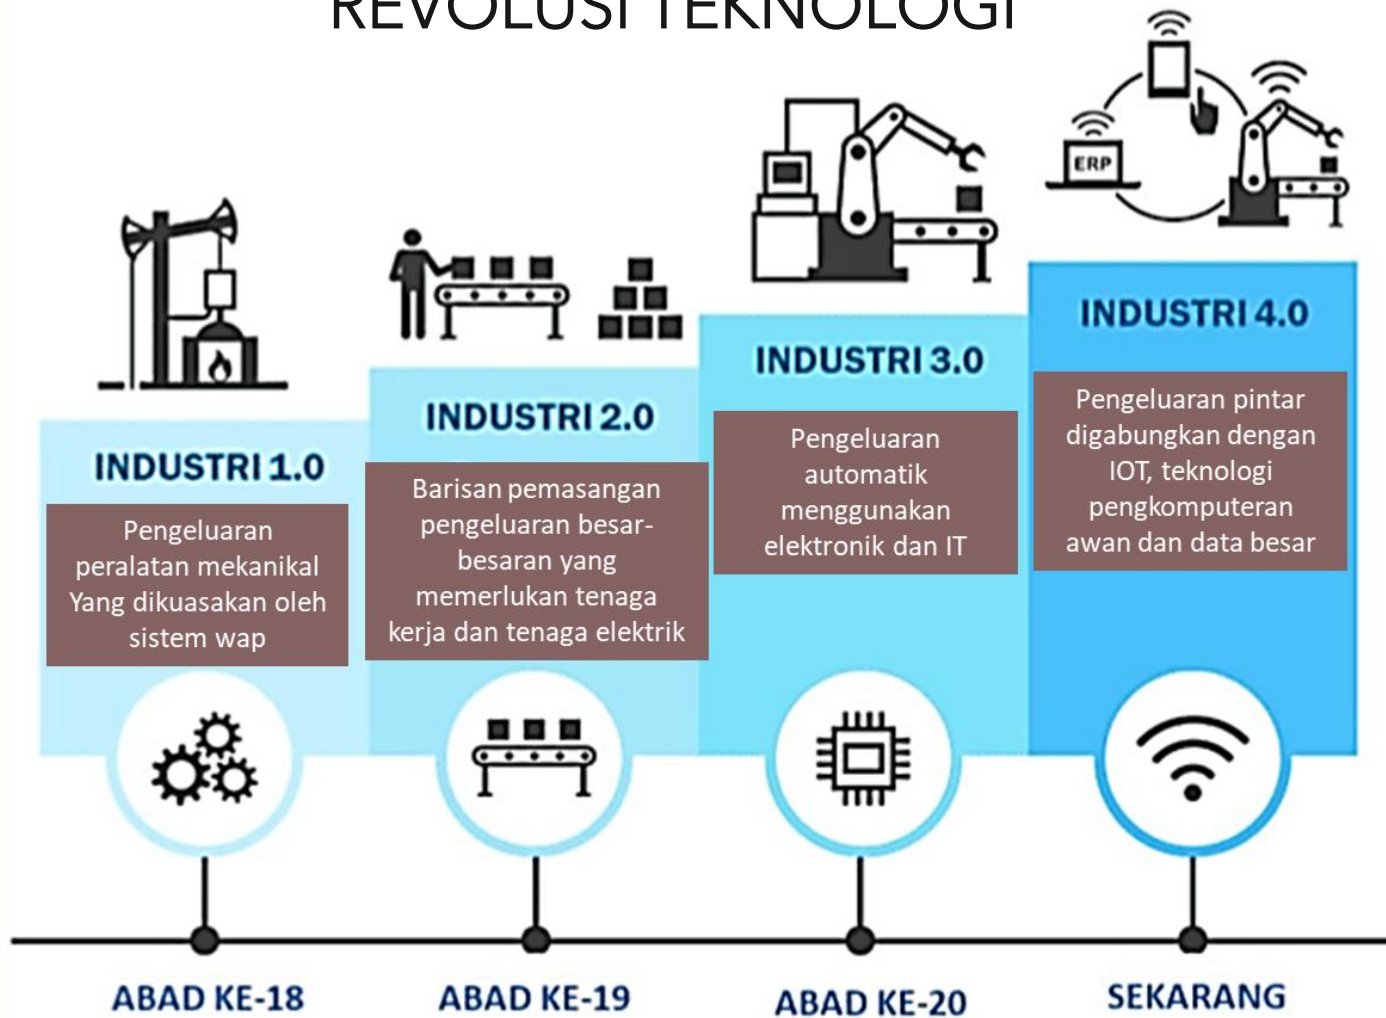 REVOLUSI TEKNOLOGI
ERP
INDUSTRI 1.0
Pengeluaran
peralatan mekanikal
Yang dikuasakan oleh
sistem wap
INDUSTRI 2.0
Barisan pemasangan
pengeluaran besar-
besaran yang
memerlukan tenaga
kerja dan tenaga elektrik
INDUSTRI 3.0
Pengeluaran
automatik
menggunakan
elektronik dan IT
INDUSTRI 4.0
Pengeluaran pintar
digabungkan dengan
IOT, teknologi
pengkomputeran
awan dan data besar
ABAD KE-18
ABAD KE-19
ABAD KE-20
SEKARANG